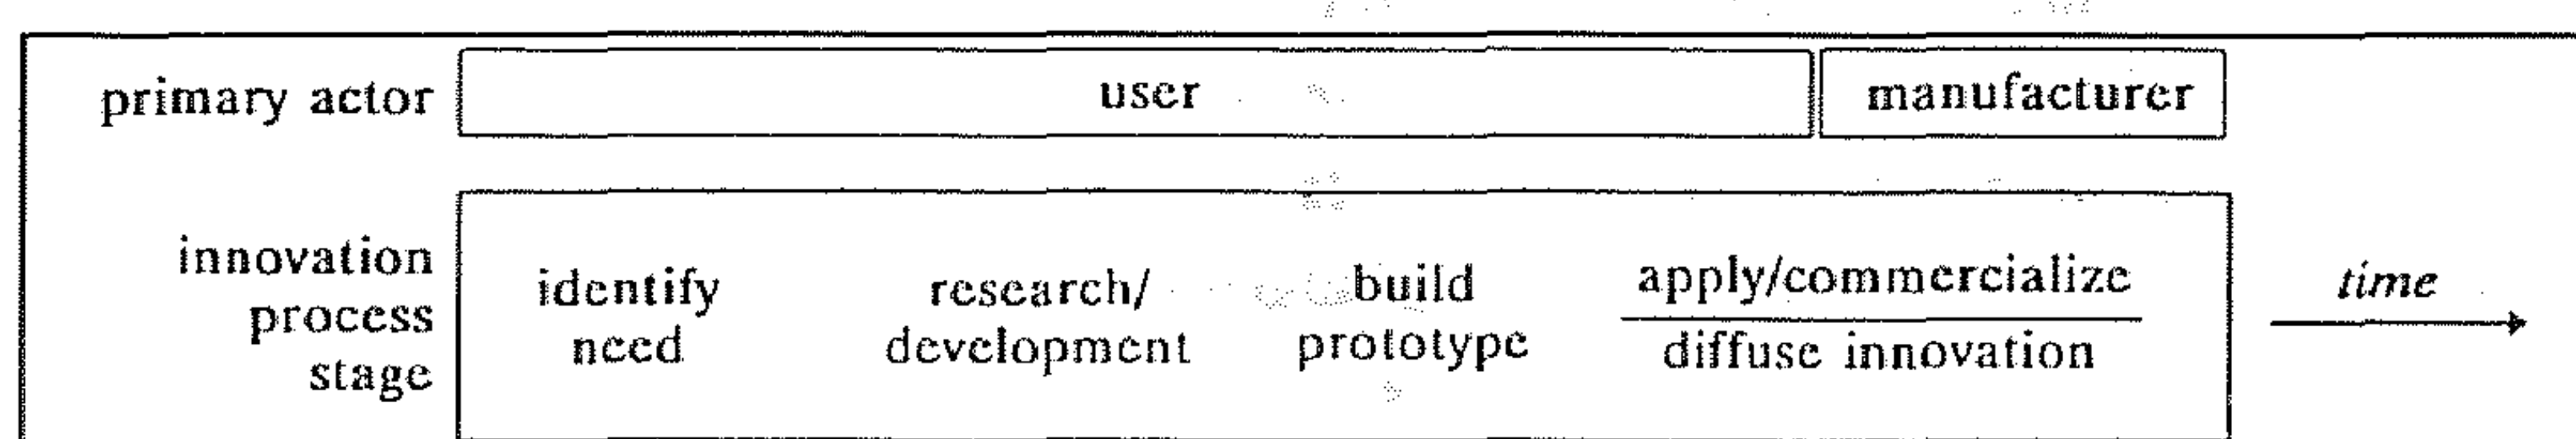 primary actor user manufacturer
innovation process stage
identify need
research/ development
build prototype
apply/commercialize
diffuse innovation
time